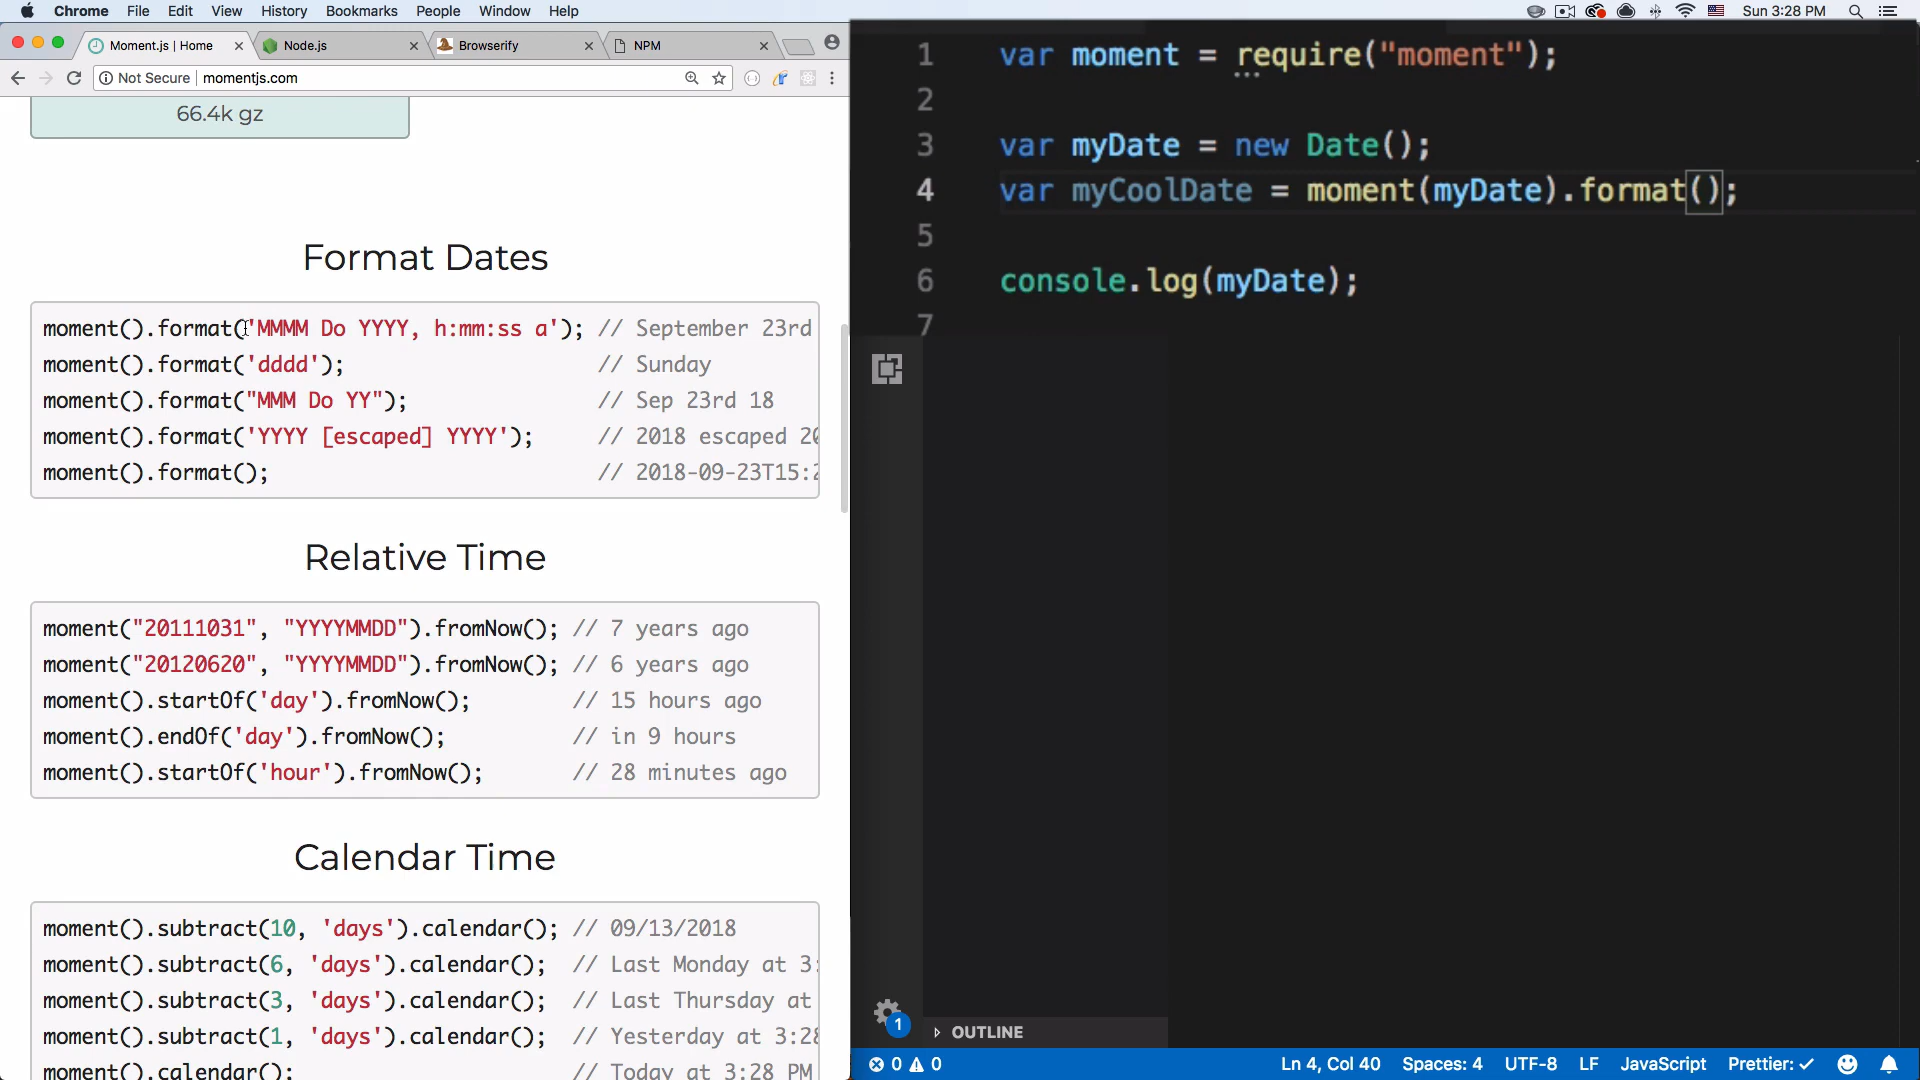 Chrome File Edit View History Bookmarks People Window Help Sun 3:28 PM
Moment.js | Home Node.js Browserify NPM
Not Secure momentjs.com
66.4k gz
Format Dates
moment().format('MMMM Do YYYY, h:mm:ss a'); // September 23rd
moment().format('dddd'); // Sunday
moment().format("MMM Do YY"); // Sep 23rd 18
moment().format('YYYY [escaped] YYYY'); // 2018 escaped 20
moment().format(); // 2018-09-23T15:2
Relative Time
moment("20111031", "YYYYMMDD").fromNow(); // 7 years ago
moment("20120620", "YYYYMMDD").fromNow(); // 6 years ago
moment().startOf('day').fromNow(); // 15 hours ago
moment().endOf('day').fromNow(); // in 9 hours
moment().startOf('hour').fromNow(); // 28 minutes ago
Calendar Time
moment().subtract(10, 'days').calendar(); // 09/13/2018
moment().subtract(6, 'days').calendar(); // Last Monday at 3:
moment().subtract(3, 'days').calendar(); // Last Thursday at
moment().subtract(1, 'days').calendar(); // Yesterday at 3:28
moment().calendar(); // Today at 3:28 PM
1 var moment = require("moment");
2
3 var myDate = new Date();
4 var myCoolDate = moment(myDate).format();
5
6 console.log(myDate);
7
1
OUTLINE
0 0 Ln 4, Col 40 Spaces: 4 UTF-8 LF JavaScript Prettier: ✓